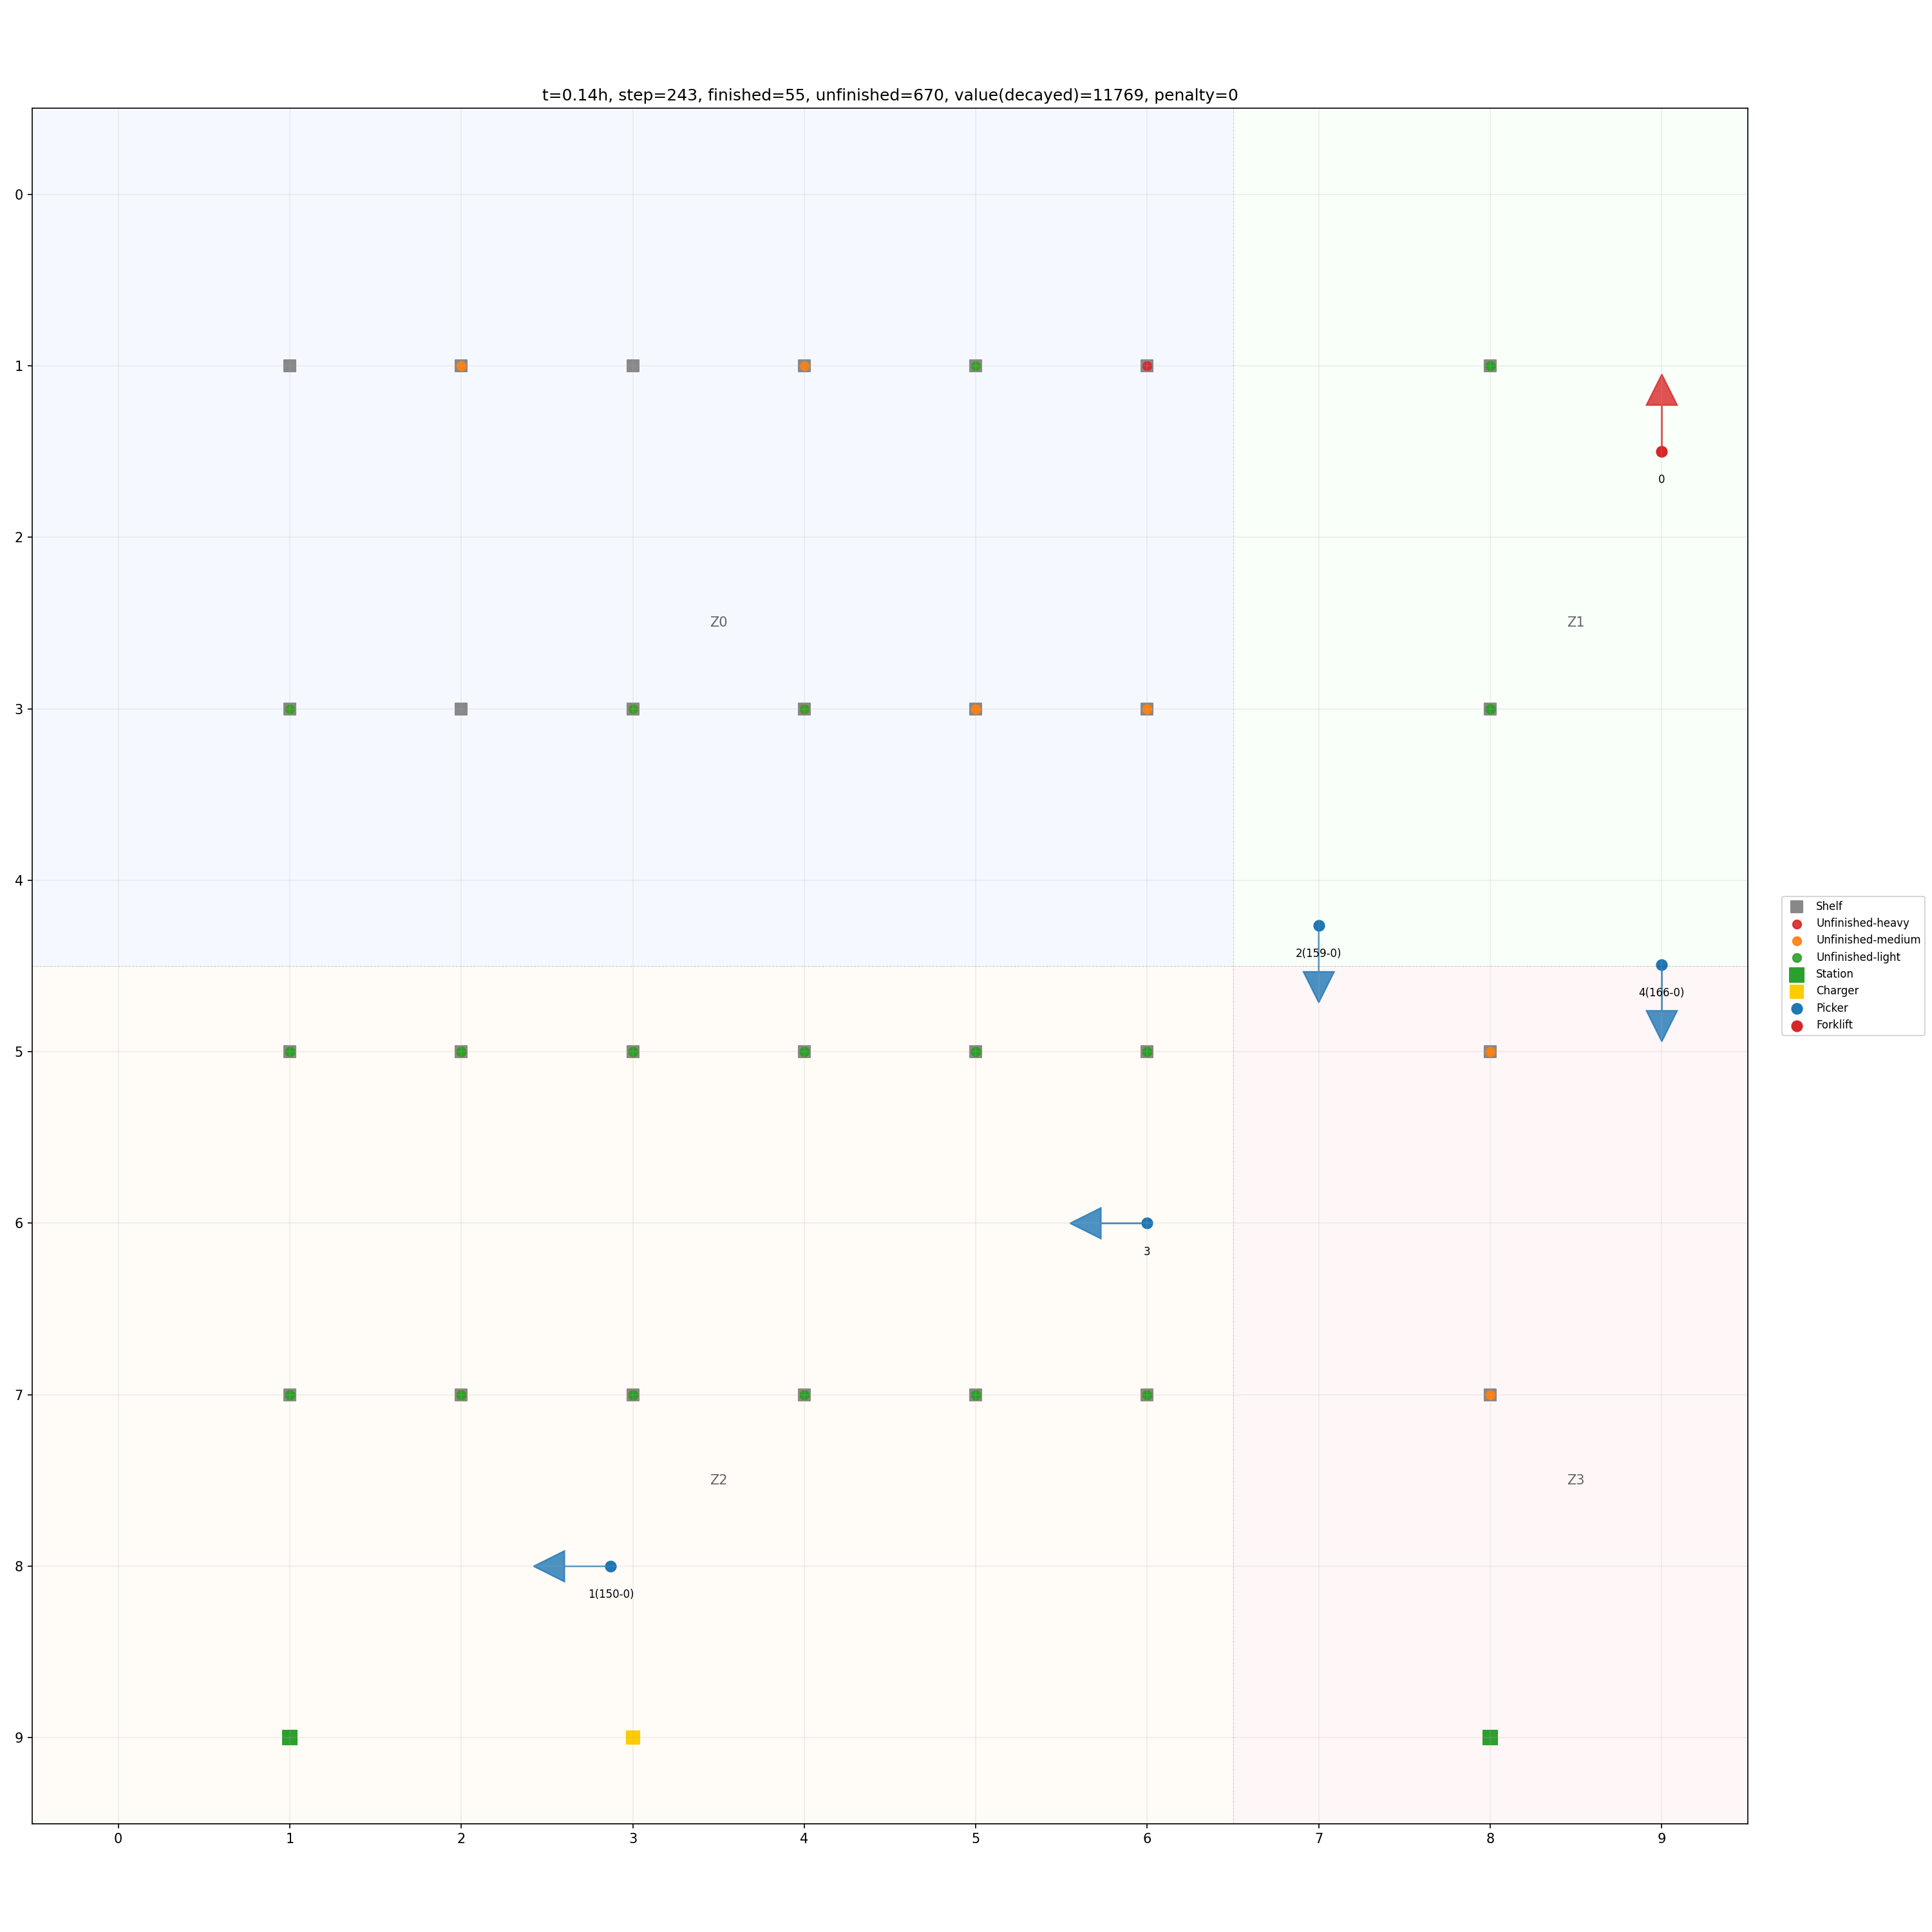 t=0.14h, step=243, finished=55, unfinished=670, value(decayed)=11769, penalty=0
0
1
2
3
4
5
6
7
8
9
0
1
2
3
4
5
6
7
8
9
Z0
Z1
Z2
Z3
0
2(159-0)
4(166-0)
3
1(150-0)
Shelf
Unfinished-heavy
Unfinished-medium
Unfinished-light
Station
Charger
Picker
Forklift